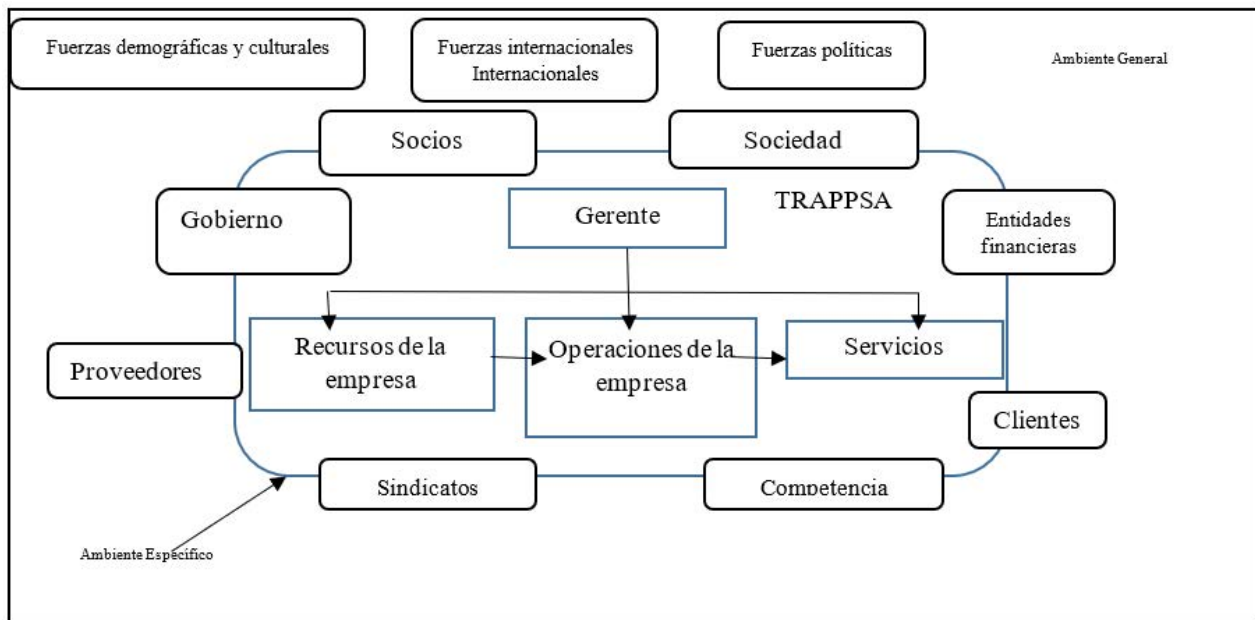 Fuerzas demográficas y culturales
Fuerzas internacionales
Internacionales
Fuerzas políticas
Ambiente General
Socios
Sociedad
Gobierno
Gerente
TRAPPSA
Entidades
financieras
Recursos de la
empresa
Operaciones de la
empresa
Servicios
Proveedores
Clientes
Sindicatos
Competencia
Ambiente Específico